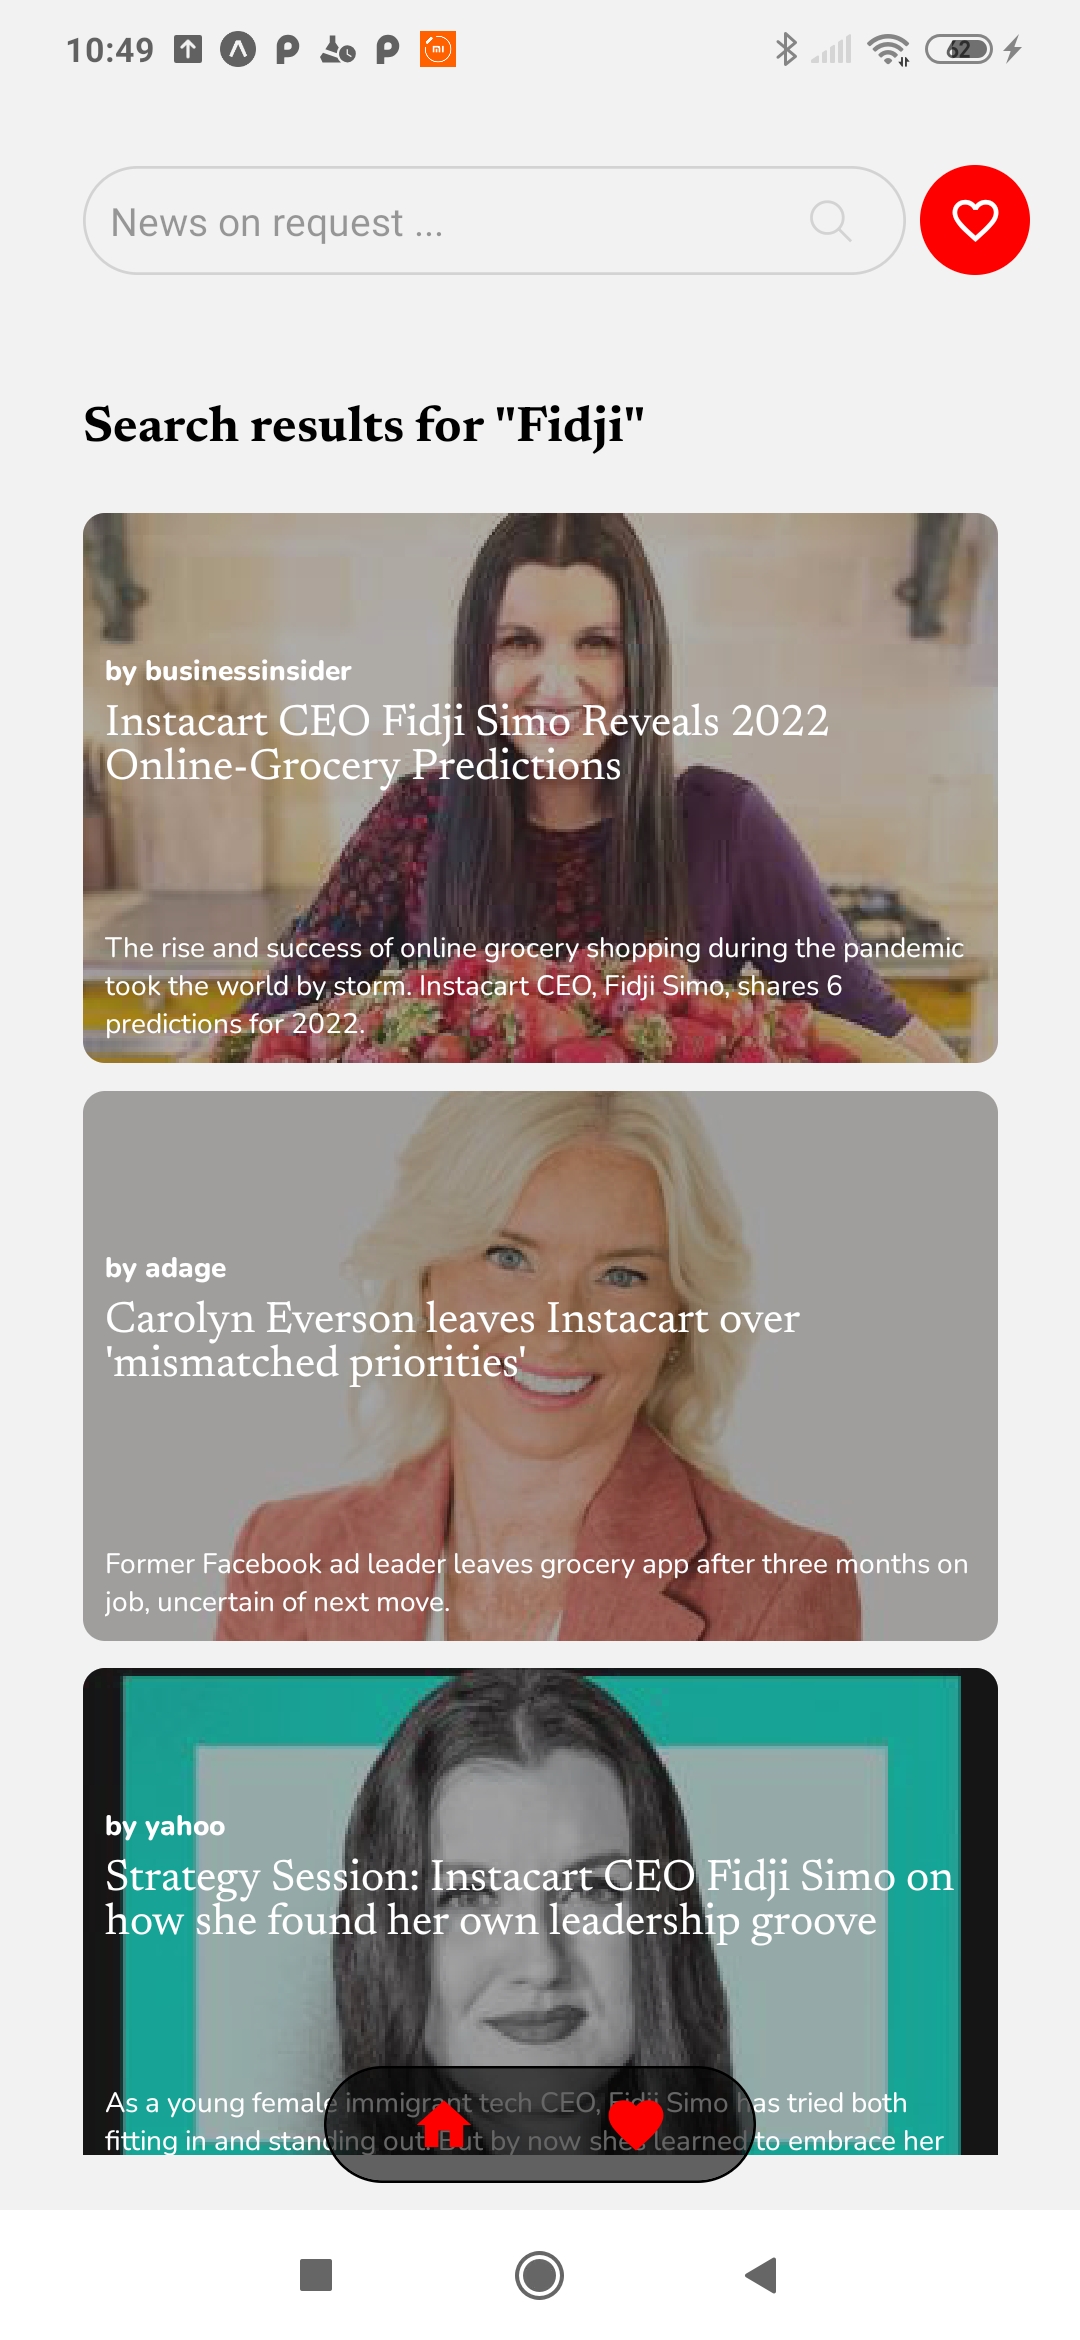 10:49
62
News on request ...
Search results for "Fidji"
by businessinsider
Instacart CEO Fidji Simo Reveals 2022
Online-Grocery Predictions
The rise and success of online grocery shopping during the pandemic
took the world by storm. Instacart CEO, Fidji Simo, shares 6
predictions for 2022.
by adage
Carolyn Everson leaves Instacart over
'mismatched priorities'
Former Facebook ad leader leaves grocery app after three months on
job, uncertain of next move.
by yahoo
Strategy Session: Instacart CEO Fidji Simo on
how she found her own leadership groove
As a young female immigrant tech CEO, Fidji Simo has tried both
fitting in and standing out. But by now she's learned to embrace her